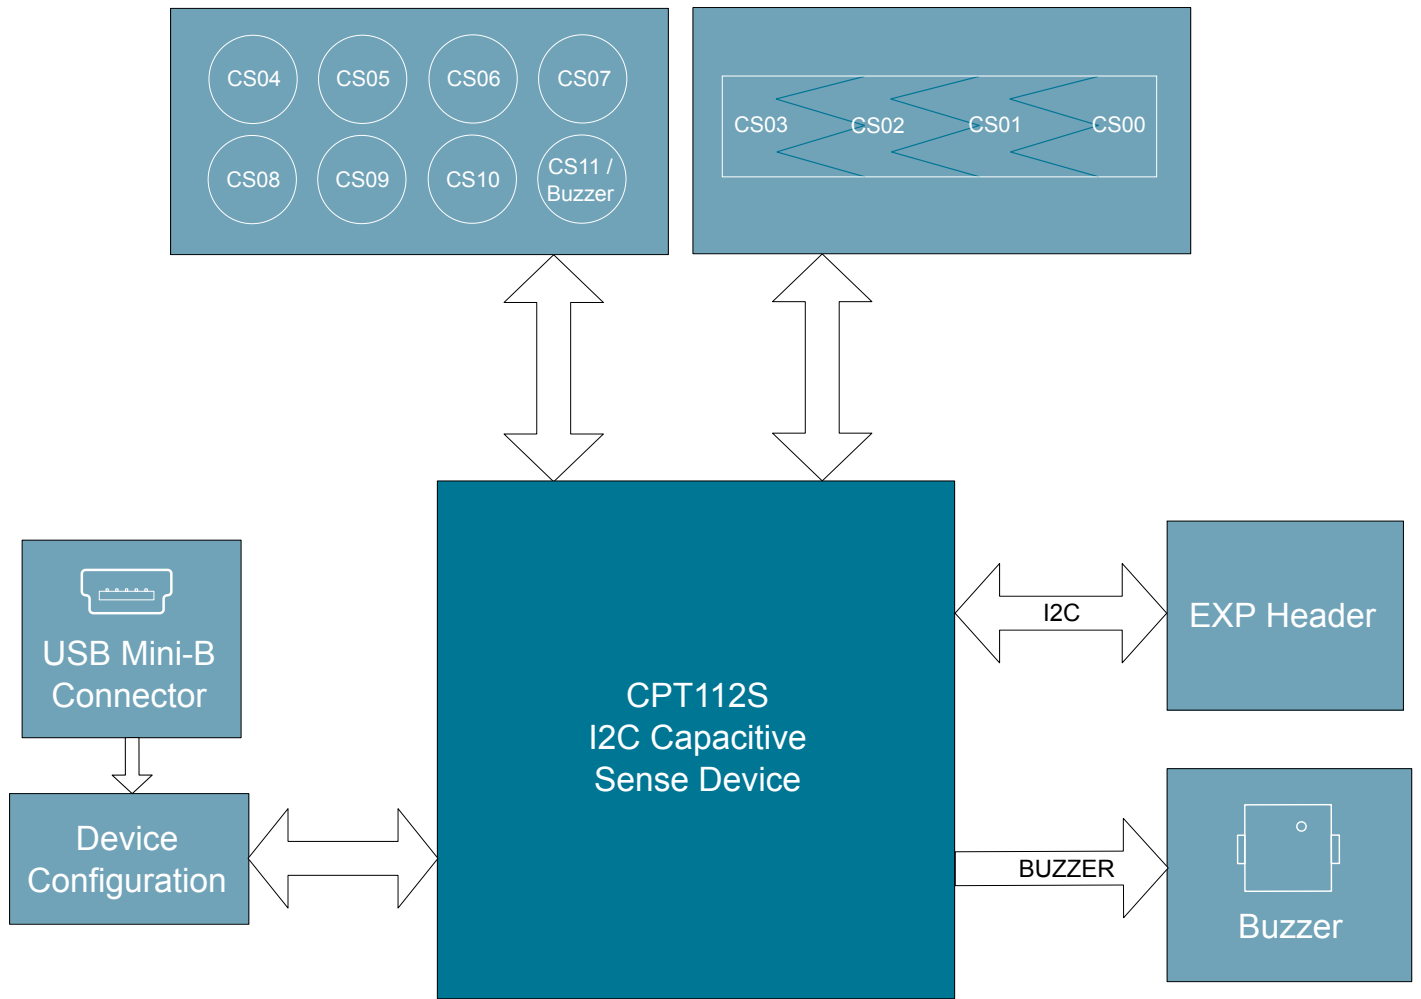 CS04
CS05
CS06
CS07
CS08
CS09
CS10
CS11 /
Buzzer
CS03
CS02
CS01
CS00
USB Mini-B
Connector
Device
Configuration
CPT112S
I2C Capacitive
Sense Device
I2C
EXP Header
BUZZER
Buzzer